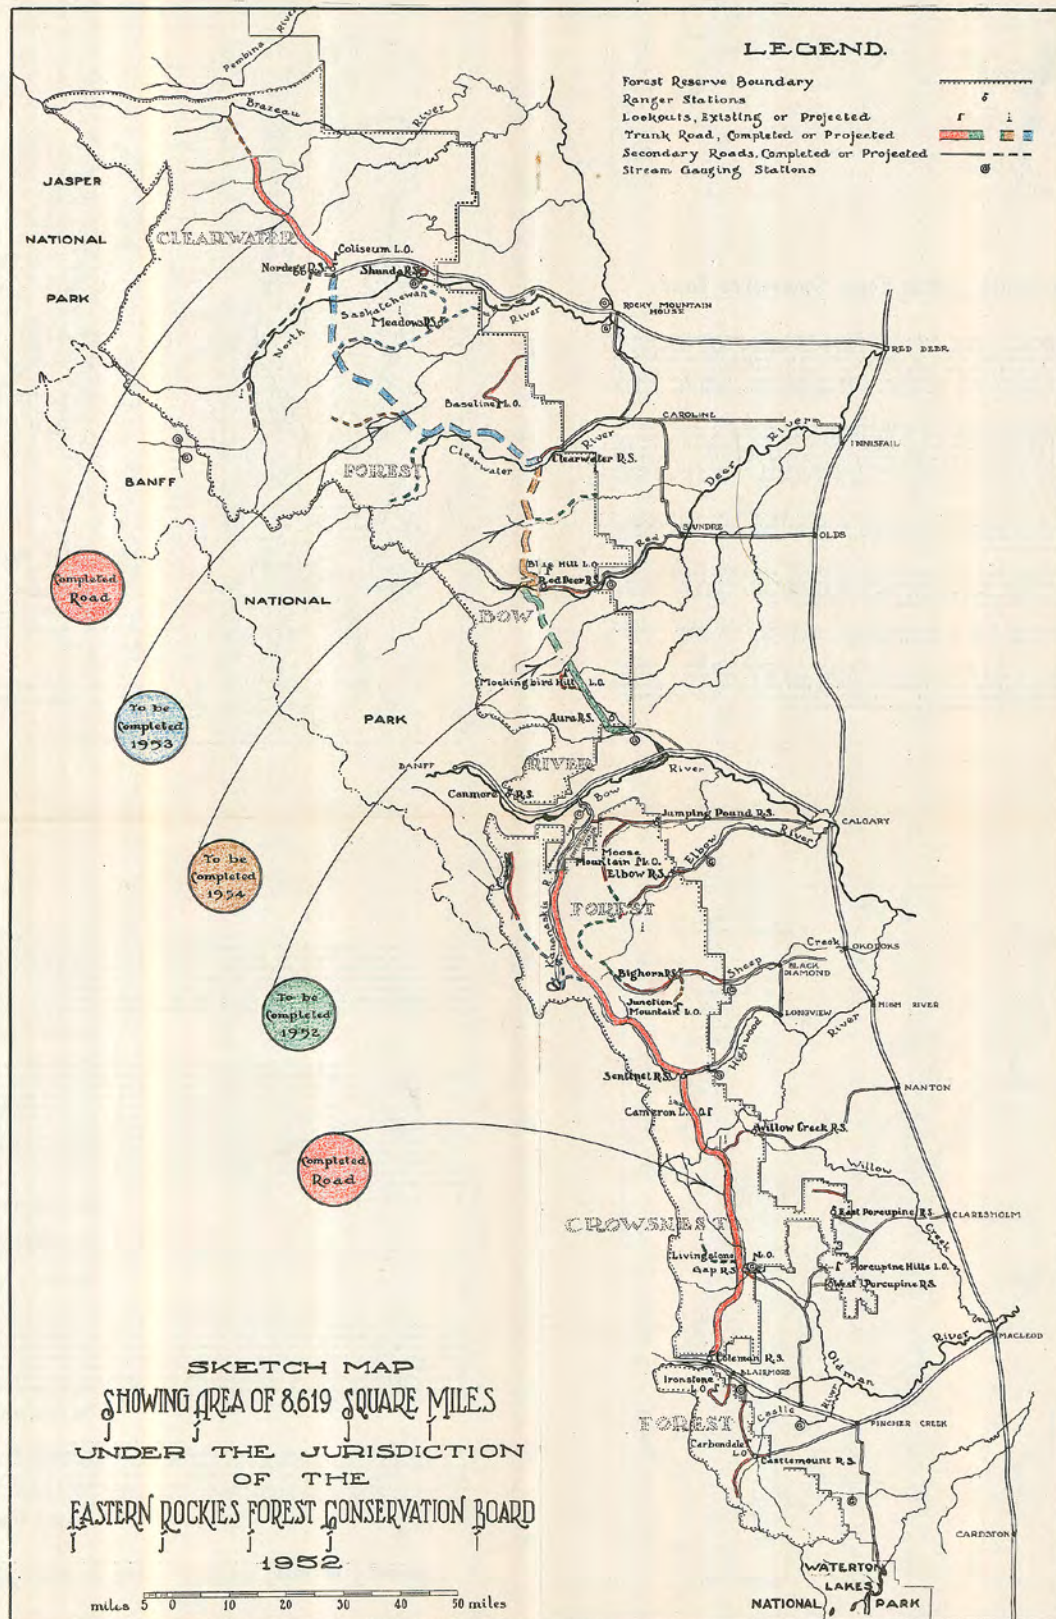 LEGEND.
Forest Reserve Boundary
Ranger Stations
Lookouts, Existing or Projected
Trunk Road, Completed or Projected
Secondary Roads, Completed or Projected
Stream Gauging Stations
Pembina River
Brazeau
River
JASPER
NATIONAL
PARK
CLEARWATER
Coliseum L.O.
Nordegg R.S.
Shunda R.S.
North
Saskatchewan
River
Meadows R.S.
ROCKY MOUNTAIN
HOUSE
RED DEER
Baseline L.O.
CAROLINE
INNISFAIL
River
Clearwater
Clearwater R.S.
FOREST
BANFF
Red
Deer
River
SUNDRE
OLDS
Blue Hill L.O.
Red Deer R.S.
Completed
Road
NATIONAL
BOW
Mockingbird Hill L.O.
To be
Completed
1953
PARK
Aura R.S.
RIVER
BANFF
Canmore R.S.
Bow
River
Jumping Pound R.S.
CALGARY
Moose
Mountain L.O.
Elbow R.S.
Elbow
River
To be
Completed
1954
FOREST
Kananaskis R.
Sheep
Creek
OKOTOKS
BLACK
DIAMOND
Bighorn R.S.
Junction
Mountain L.O.
LONGVIEW
HIGH RIVER
Highwood
River
To be
Completed
1952
Sentinel R.S.
NANTON
Cameron L.O.
Willow Creek R.S.
Completed
Road
Willow
Creek
East Porcupine R.S.
CLARESHOLM
CROWSNEST
Livingstone L.O.
Gap R.S.
Porcupine Hills L.O.
West Porcupine R.S.
Oldman
River
MACLEOD
Coleman R.S.
BLAIRMORE
Ironstone
L.O.
FOREST
Castle
River
PINCHER CREEK
Carbondale
L.O.
Castlemount R.S.
CARDSTON
WATERTON
LAKES
NATIONAL PARK
SKETCH MAP
SHOWING AREA OF 8,619 SQUARE MILES
UNDER THE JURISDICTION
OF THE
EASTERN ROCKIES FOREST CONSERVATION BOARD
1952
miles 5 0 10 20 30 40 50 miles